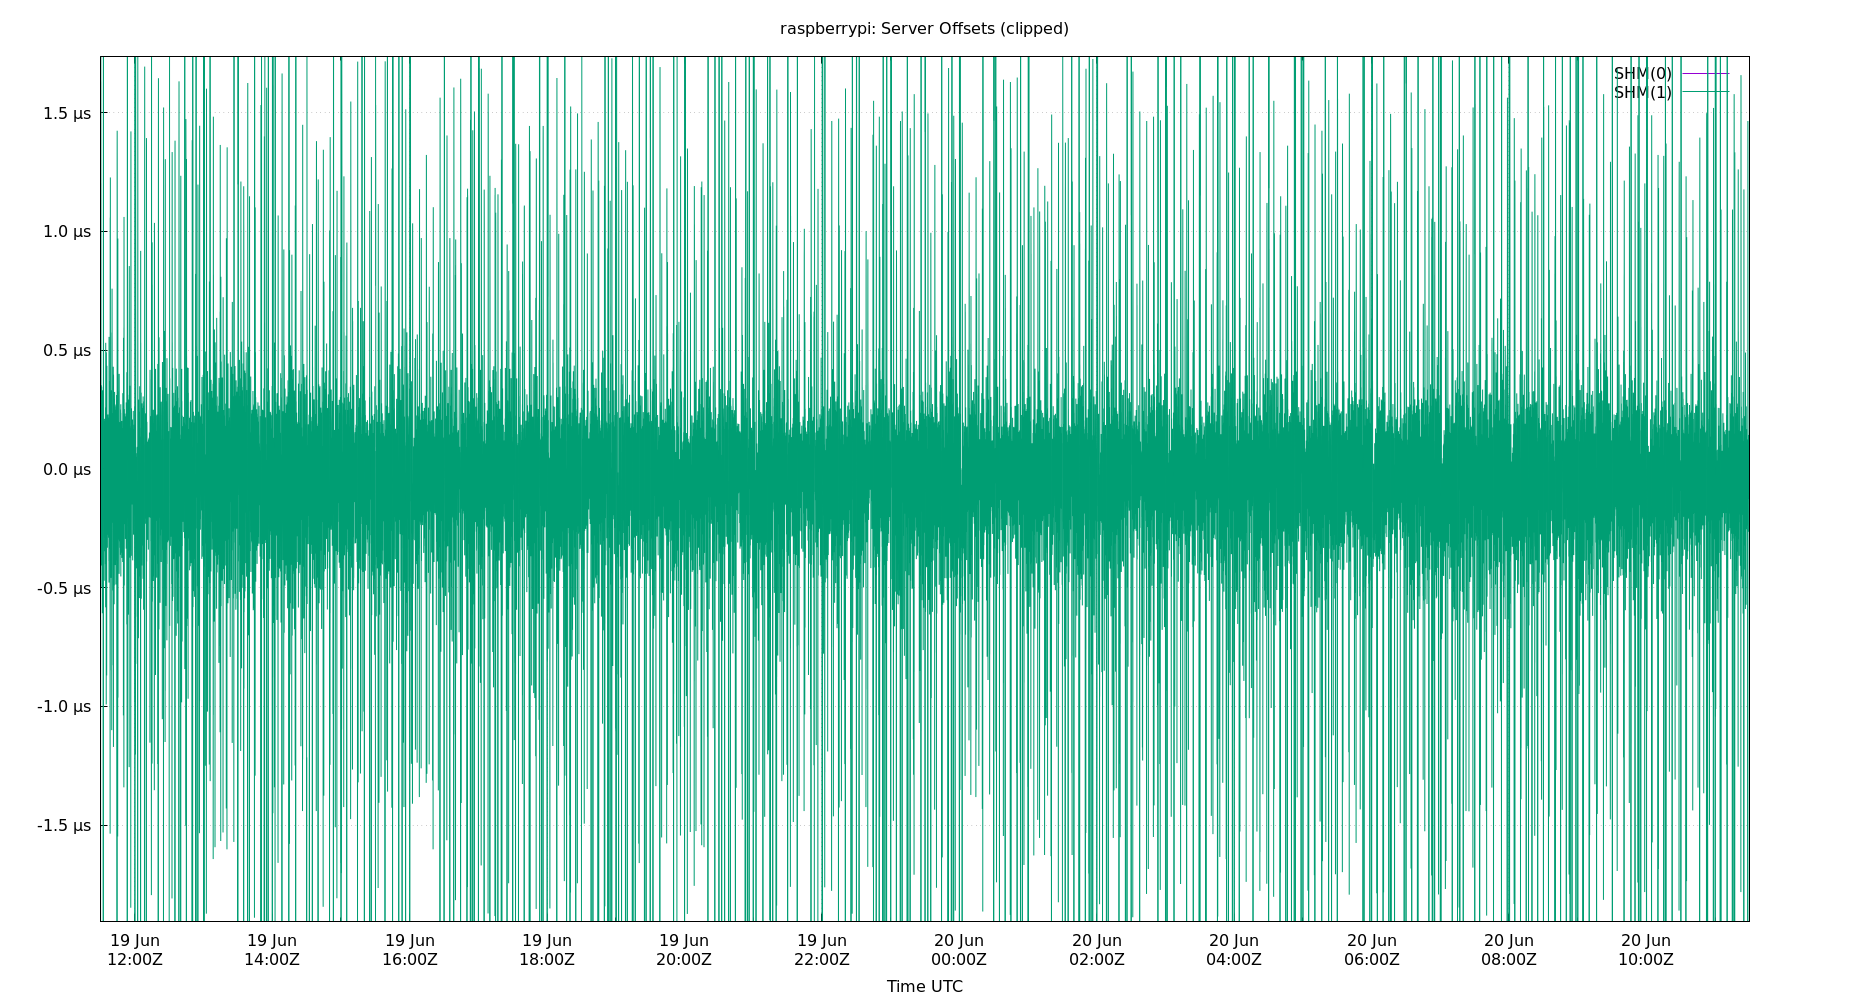 raspberrypi: Server Offsets (clipped)
SHM(0)
SHM(1)
1.5 µs
1.0 µs
0.5 µs
0.0 µs
-0.5 µs
-1.0 µs
-1.5 µs
19 Jun 19 Jun 19 Jun 19 Jun 19 Jun 19 Jun 20 Jun 20 Jun 20 Jun 20 Jun 20 Jun 20 Jun
12:00Z 14:00Z 16:00Z 18:00Z 20:00Z 22:00Z 00:00Z 02:00Z 04:00Z 06:00Z 08:00Z 10:00Z
Time UTC